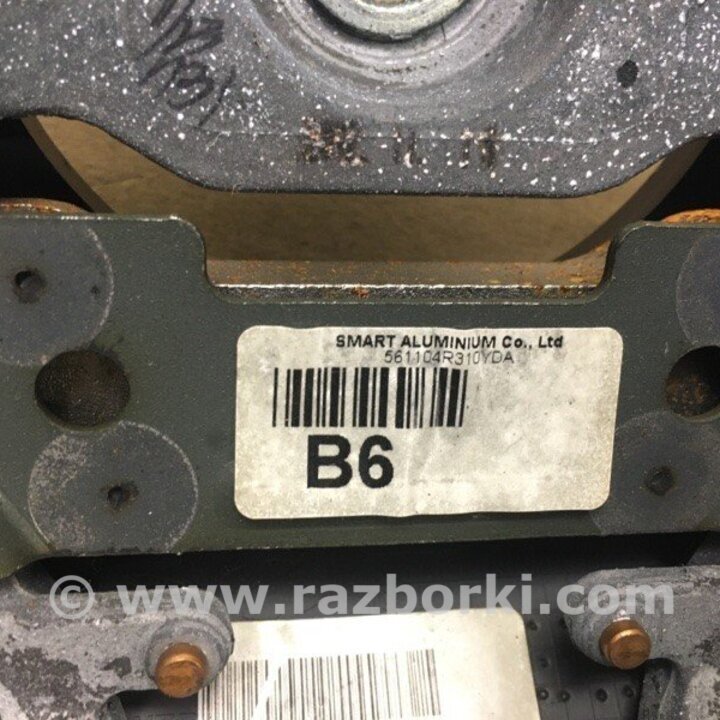 SMART ALUMINIUM Co., Ltd
561104R310YDA
B6
© www.razborki.com